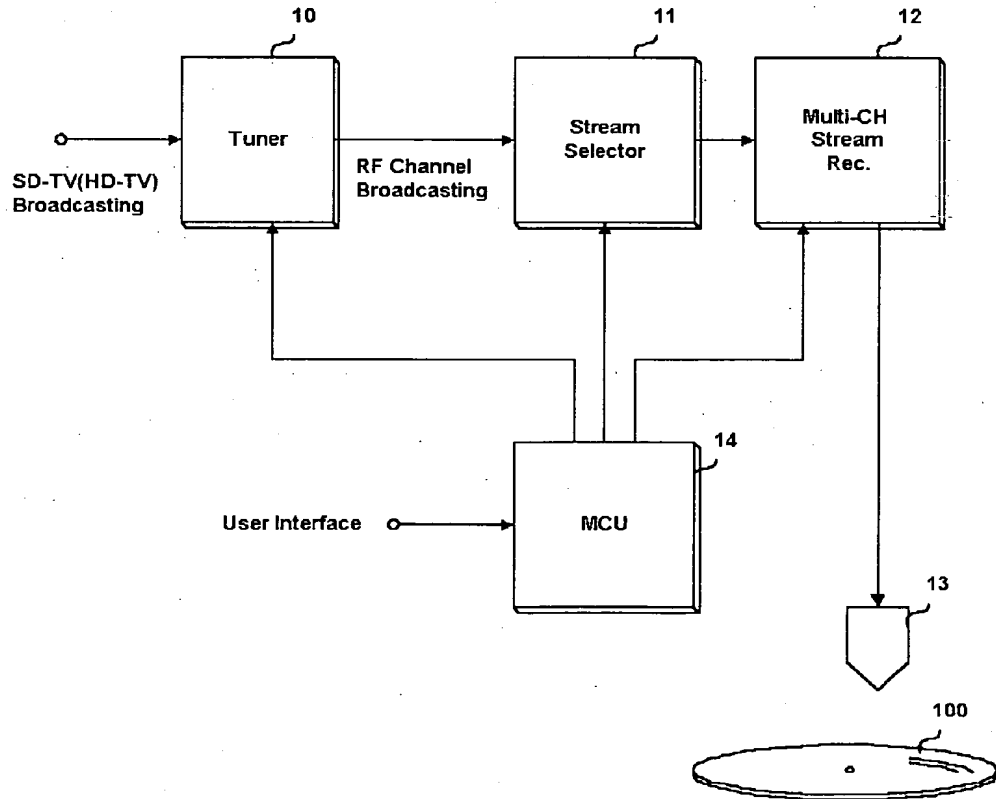 10
11
12
Tuner
Stream
Selector
Multi-CH
Stream
Rec.
SD-TV(HD-TV)
Broadcasting
RF Channel
Broadcasting
14
User Interface
MCU
13
100